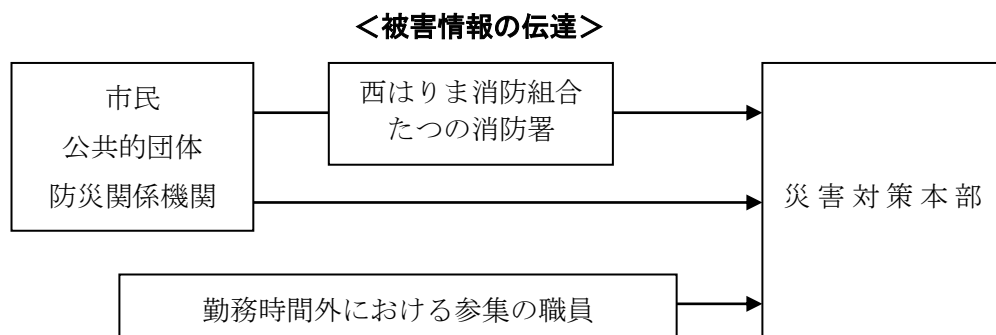 ＜被害情報の伝達＞
市民
公共的団体
防災関係機関
西はりま消防組合
たつの消防署
災害対策本部
勤務時間外における参集の職員